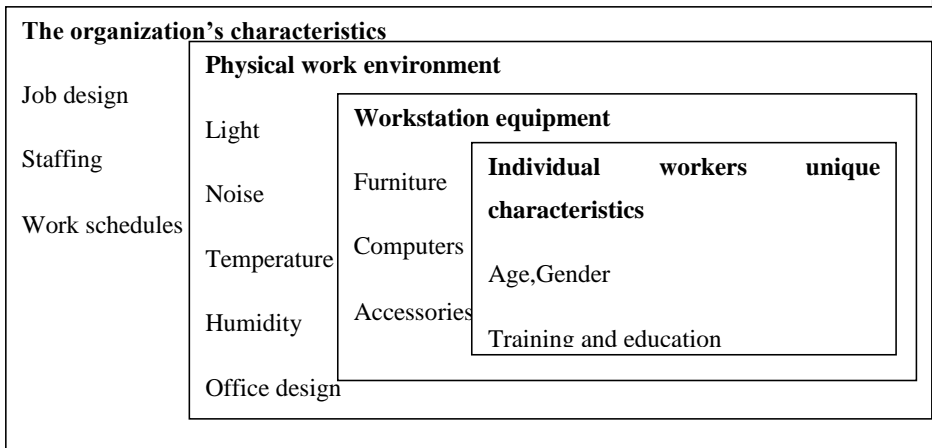 The organization's characteristics
Job design
Staffing
Work schedules
Physical work environment
Light
Noise
Temperature
Humidity
Office design
Workstation equipment
Furniture
Computers
Accessories
Individual workers unique
characteristics
Age,Gender
Training and education